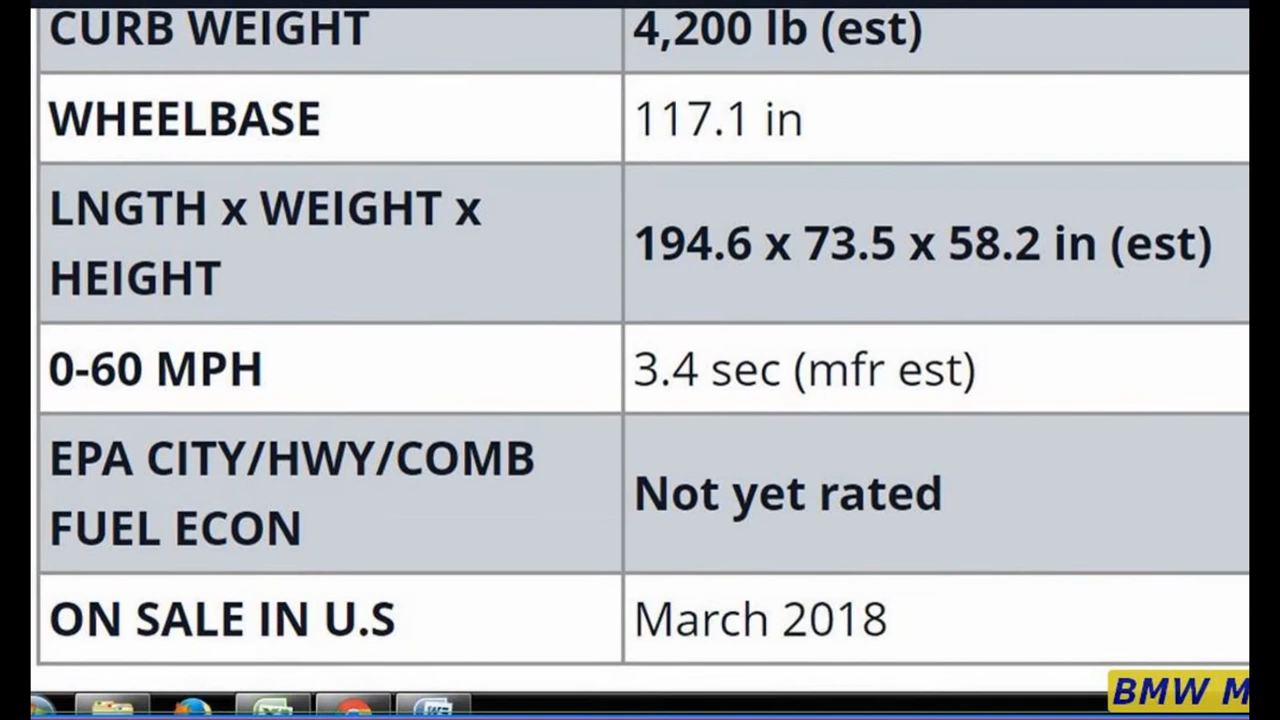 CURB WEIGHT
4,200 lb (est)
WHEELBASE
117.1 in
LNGTH x WEIGHT x
HEIGHT
194.6 x 73.5 x 58.2 in (est)
0-60 MPH
3.4 sec (mfr est)
EPA CITY/HWY/COMB
FUEL ECON
Not yet rated
ON SALE IN U.S
March 2018
BMW M